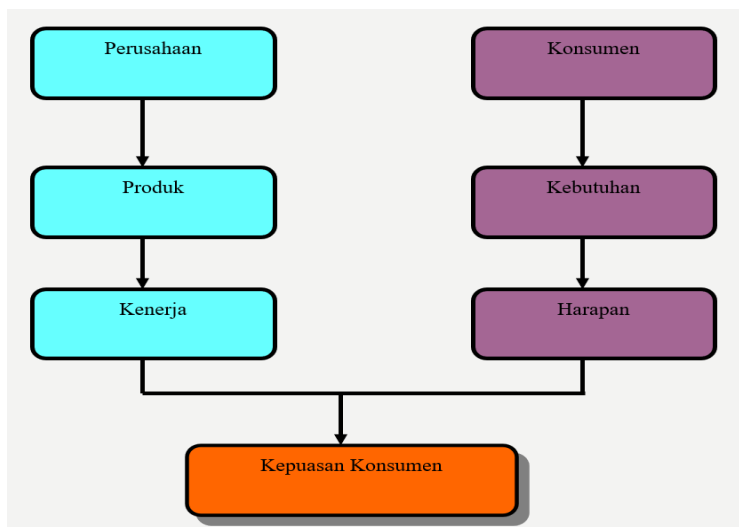 Perusahaan
Konsumen
Produk
Kebutuhan
Kenerja
Harapan
Kepuasan Konsumen